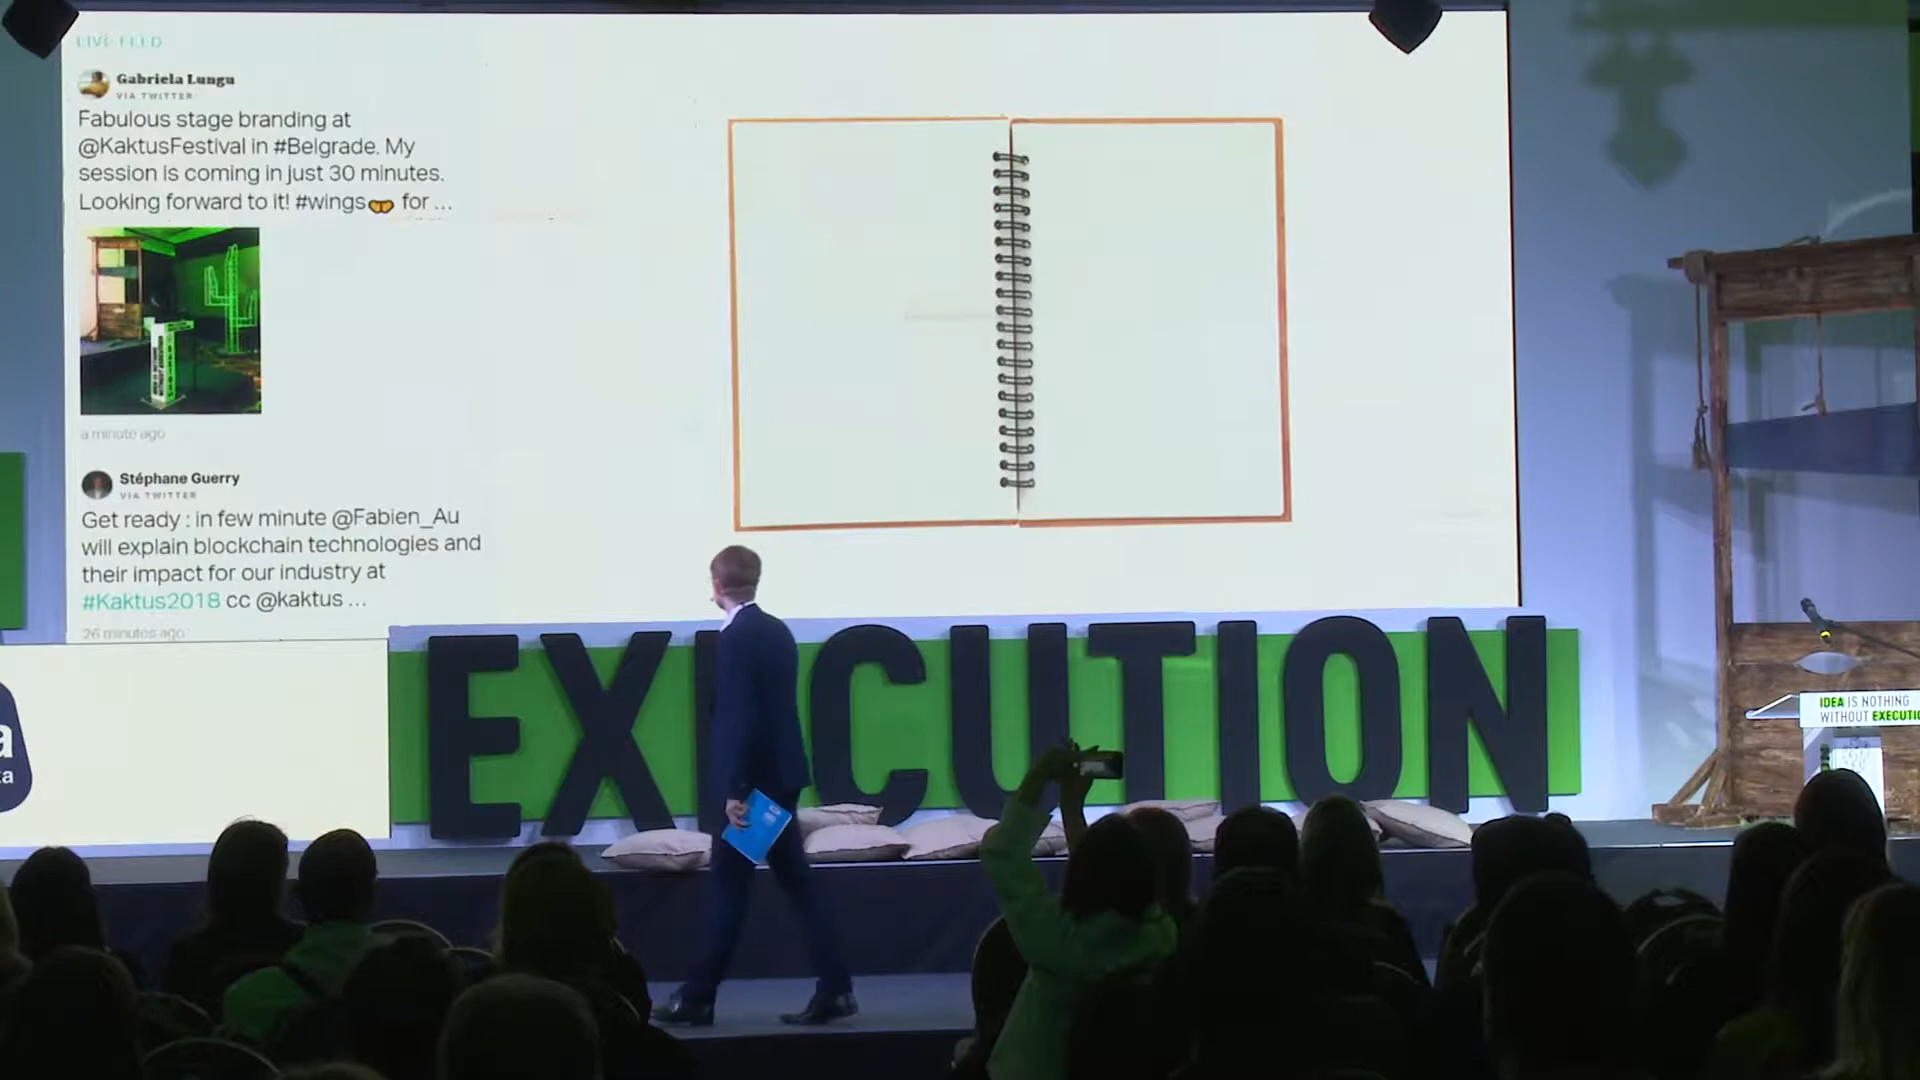 LIVE FEED
Gabriela Lungu
VIA TWITTER
Fabulous stage branding at
@KaktusFestival in #Belgrade. My
session is coming in just 30 minutes.
Looking forward to it! #wings for ...
a minute ago
Stéphane Guerry
VIA TWITTER
Get ready : in few minute @Fabien_Au
will explain blockchain technologies and
their impact for our industry at
#Kaktus2018 cc @kaktus ...
26 minutes ago
EXECUTION
IDEA IS NOTHING
WITHOUT EXECUTIO